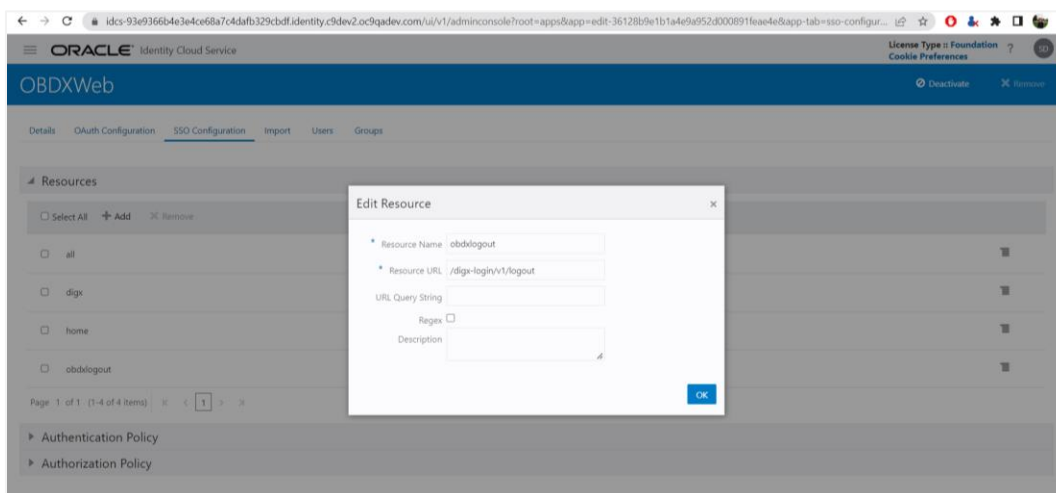 idcs-93e9366b4e3e4ce68a7c4dafb329cbdf.identity.c9dev2.oc9qadev.com/ui/v1/adminconsole?root=apps&app=edit-36128b9e1b1a4e9a952d000891feae4e&app-tab=sso-configur...
ORACLE Identity Cloud Service
License Type :: Foundation ?
Cookie Preferences
SD
OBDXWeb
Deactivate
Remove
Details OAuth Configuration SSO Configuration Import Users Groups
Resources
Select All Add Remove
all
digx
home
obdxlogout
Page 1 of 1 (1-4 of 4 items) 1
Authentication Policy
Authorization Policy
Edit Resource
* Resource Name obdxlogout
* Resource URL /digx-login/v1/logout
URL Query String
Regex
Description
OK